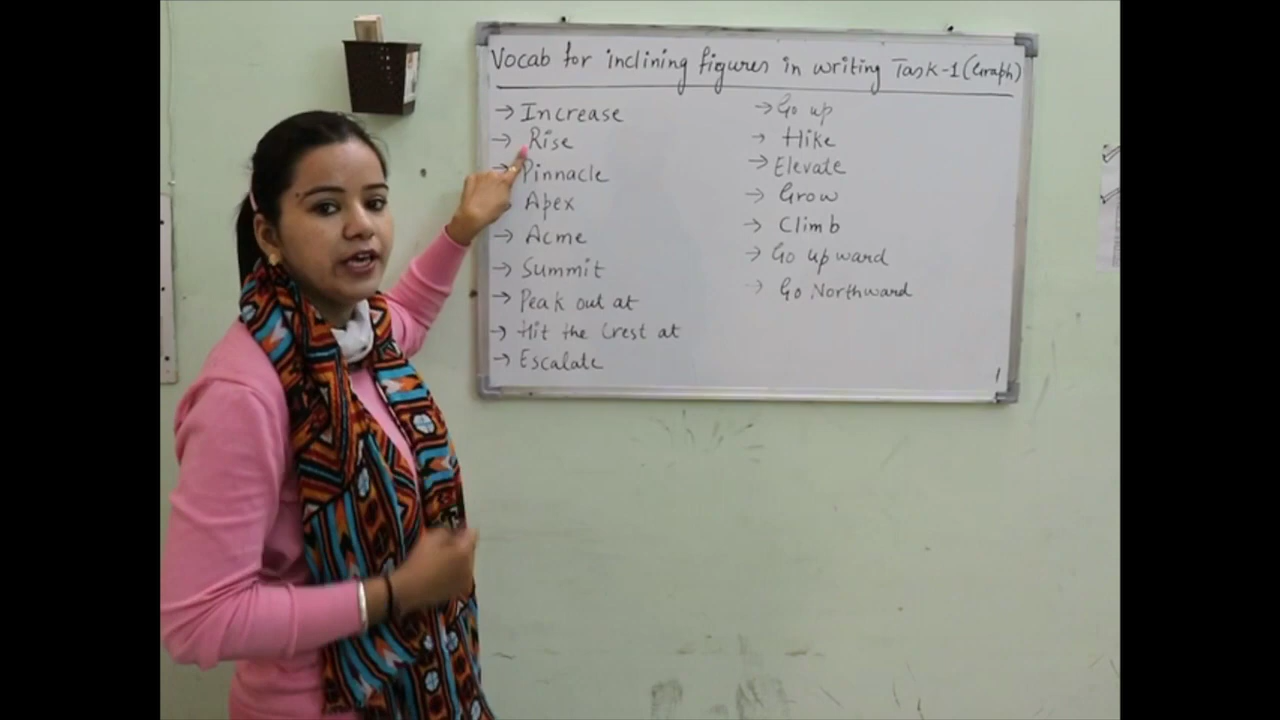 Vocab for inclining figures in writing Task-1 (Graph)
→ Increase
→ Rise
→ Pinnacle
→ Apex
→ Acme
→ Summit
→ Peak out at
→ Hit the Crest at
→ Escalate
→ Go up
→ Hike
→ Elevate
→ Grow
→ Climb
→ Go upward
→ Go Northward